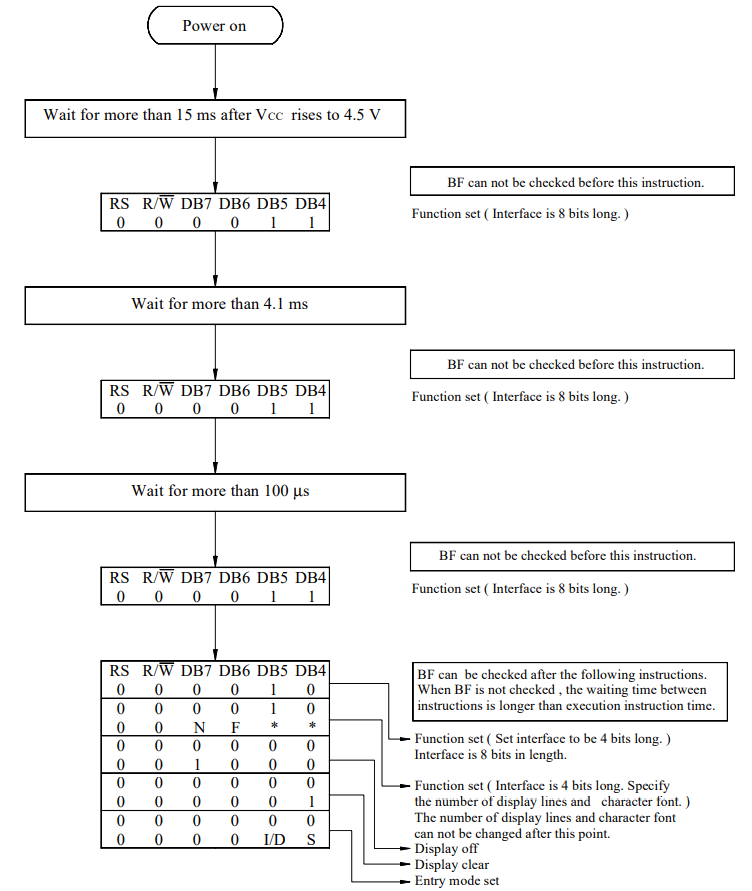 Power on
Wait for more than 15 ms after VCC rises to 4.5 V
BF can not be checked before this instruction.
RS R/W̅ DB7 DB6 DB5 DB4
0 0 0 0 1 1
Function set ( Interface is 8 bits long. )
Wait for more than 4.1 ms
BF can not be checked before this instruction.
RS R/W̅ DB7 DB6 DB5 DB4
0 0 0 0 1 1
Function set ( Interface is 8 bits long. )
Wait for more than 100 µs
BF can not be checked before this instruction.
RS R/W̅ DB7 DB6 DB5 DB4
0 0 0 0 1 1
Function set ( Interface is 8 bits long. )
RS R/W̅ DB7 DB6 DB5 DB4
0 0 0 0 1 0
0 0 0 0 1 0
0 0 N F * *
0 0 0 0 0 0
0 0 1 0 0 0
0 0 0 0 0 0
0 0 0 0 0 1
0 0 0 0 0 0
0 0 0 0 I/D S
BF can be checked after the following instructions.
When BF is not checked , the waiting time between
instructions is longer than execution instruction time.
Function set ( Set interface to be 4 bits long. )
Interface is 8 bits in length.
Function set ( Interface is 4 bits long. Specify
the number of display lines and character font. )
The number of display lines and character font
can not be changed after this point.
Display off
Display clear
Entry mode set